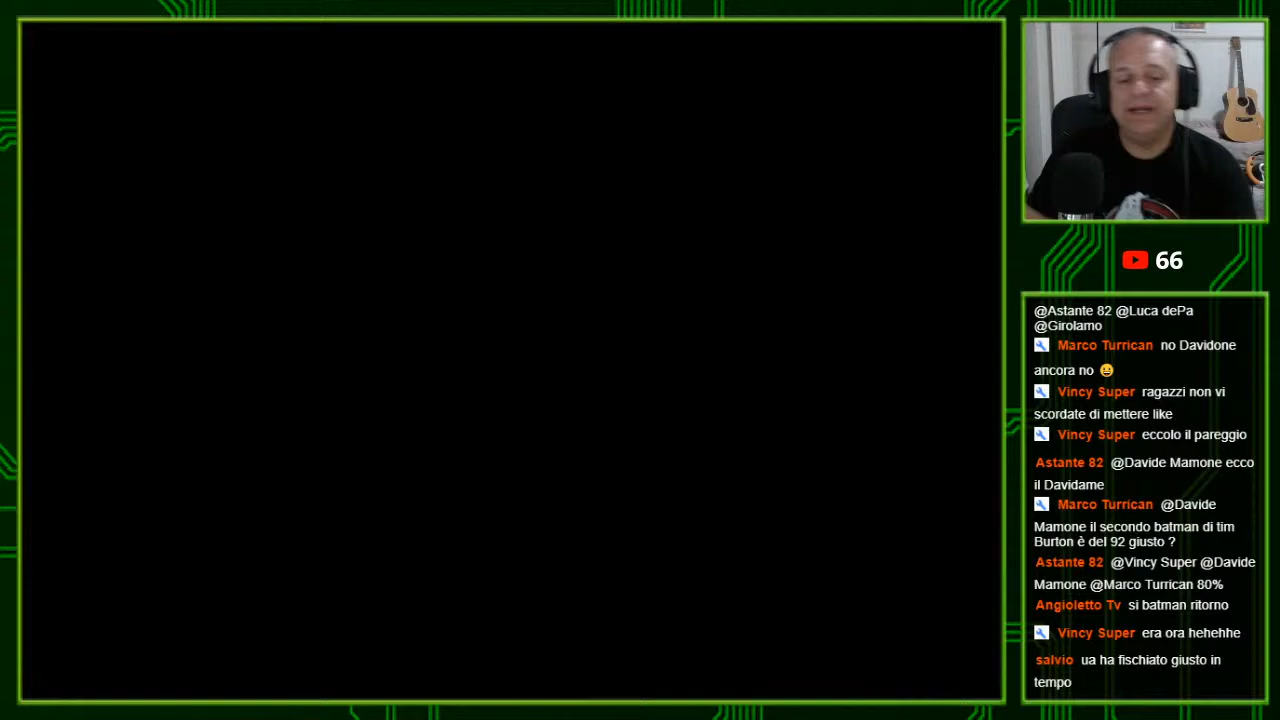 66
@Astante 82 @Luca dePa
@Girolamo
Marco Turrican no Davidone
ancora no
Vincy Super ragazzi non vi
scordate di mettere like
Vincy Super eccolo il pareggio
Astante 82 @Davide Mamone ecco
il Davidame
Marco Turrican @Davide
Mamone il secondo batman di tim
Burton è del 92 giusto ?
Astante 82 @Vincy Super @Davide
Mamone @Marco Turrican 80%
Angioletto Tv si batman ritorno
Vincy Super era ora hehehhe
salvio ua ha fischiato giusto in
tempo